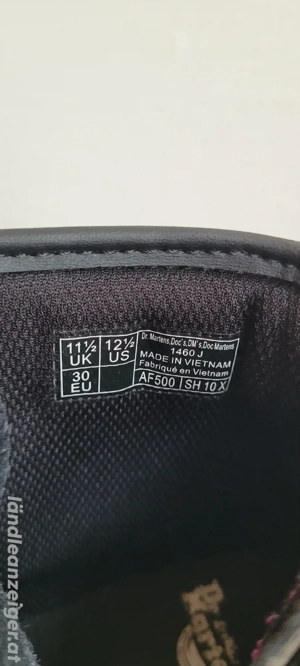 11½ UK
12½ US
30 EU
Dr. Martens,Doc's,DM's,Doc Martens
1460 J
MADE IN VIETNAM
Fabriqué en Vietnam
AF500
SH 10 X
ländleanzeiger.at